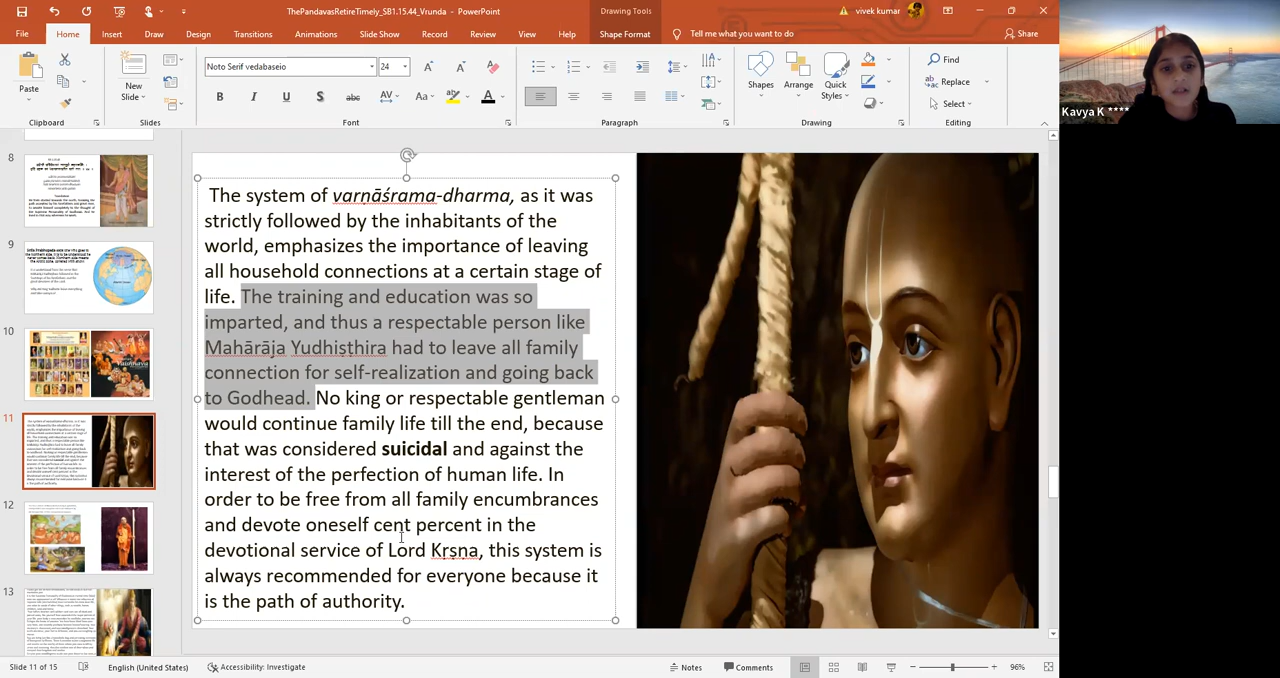 ThePandavasRetireTimely_SB1.15.44_Vrunda - PowerPoint
Drawing Tools
vivek kumar
File
Home
Insert
Draw
Design
Transitions
Animations
Slide Show
Record
Review
View
Help
Shape Format
Tell me what you want to do
Share
Paste
New
Slide
Noto Serif vedabaseio
24
Shapes
Arrange
Quick
Styles
Find
Replace
Select
Clipboard
Slides
Font
Paragraph
Drawing
Editing
Kavya K ****
8
9
10
11
12
13
The system of varṇāśrama-dharma, as it was
strictly followed by the inhabitants of the
world, emphasizes the importance of leaving
all household connections at a certain stage of
life. The training and education was so
imparted, and thus a respectable person like
Mahārāja Yudhiṣṭhira had to leave all family
connection for self-realization and going back
to Godhead. No king or respectable gentleman
would continue family life till the end, because
that was considered suicidal and against the
interest of the perfection of human life. In
order to be free from all family encumbrances
and devote oneself cent percent in the
devotional service of Lord Krsna, this system is
always recommended for everyone because it
is the path of authority.
Slide 11 of 15
English (United States)
Accessibility: Investigate
Notes
Comments
96%